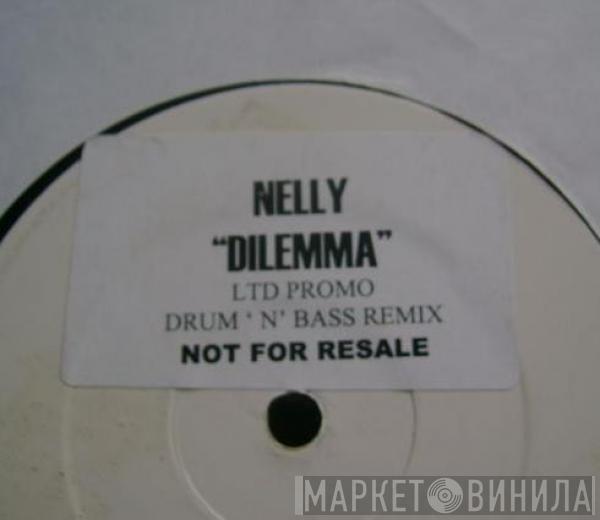 NELLY
“DILEMMA”
LTD PROMO
DRUM ‘ N’ BASS REMIX
NOT FOR RESALE
МАРКЕТ ВИНИЛА